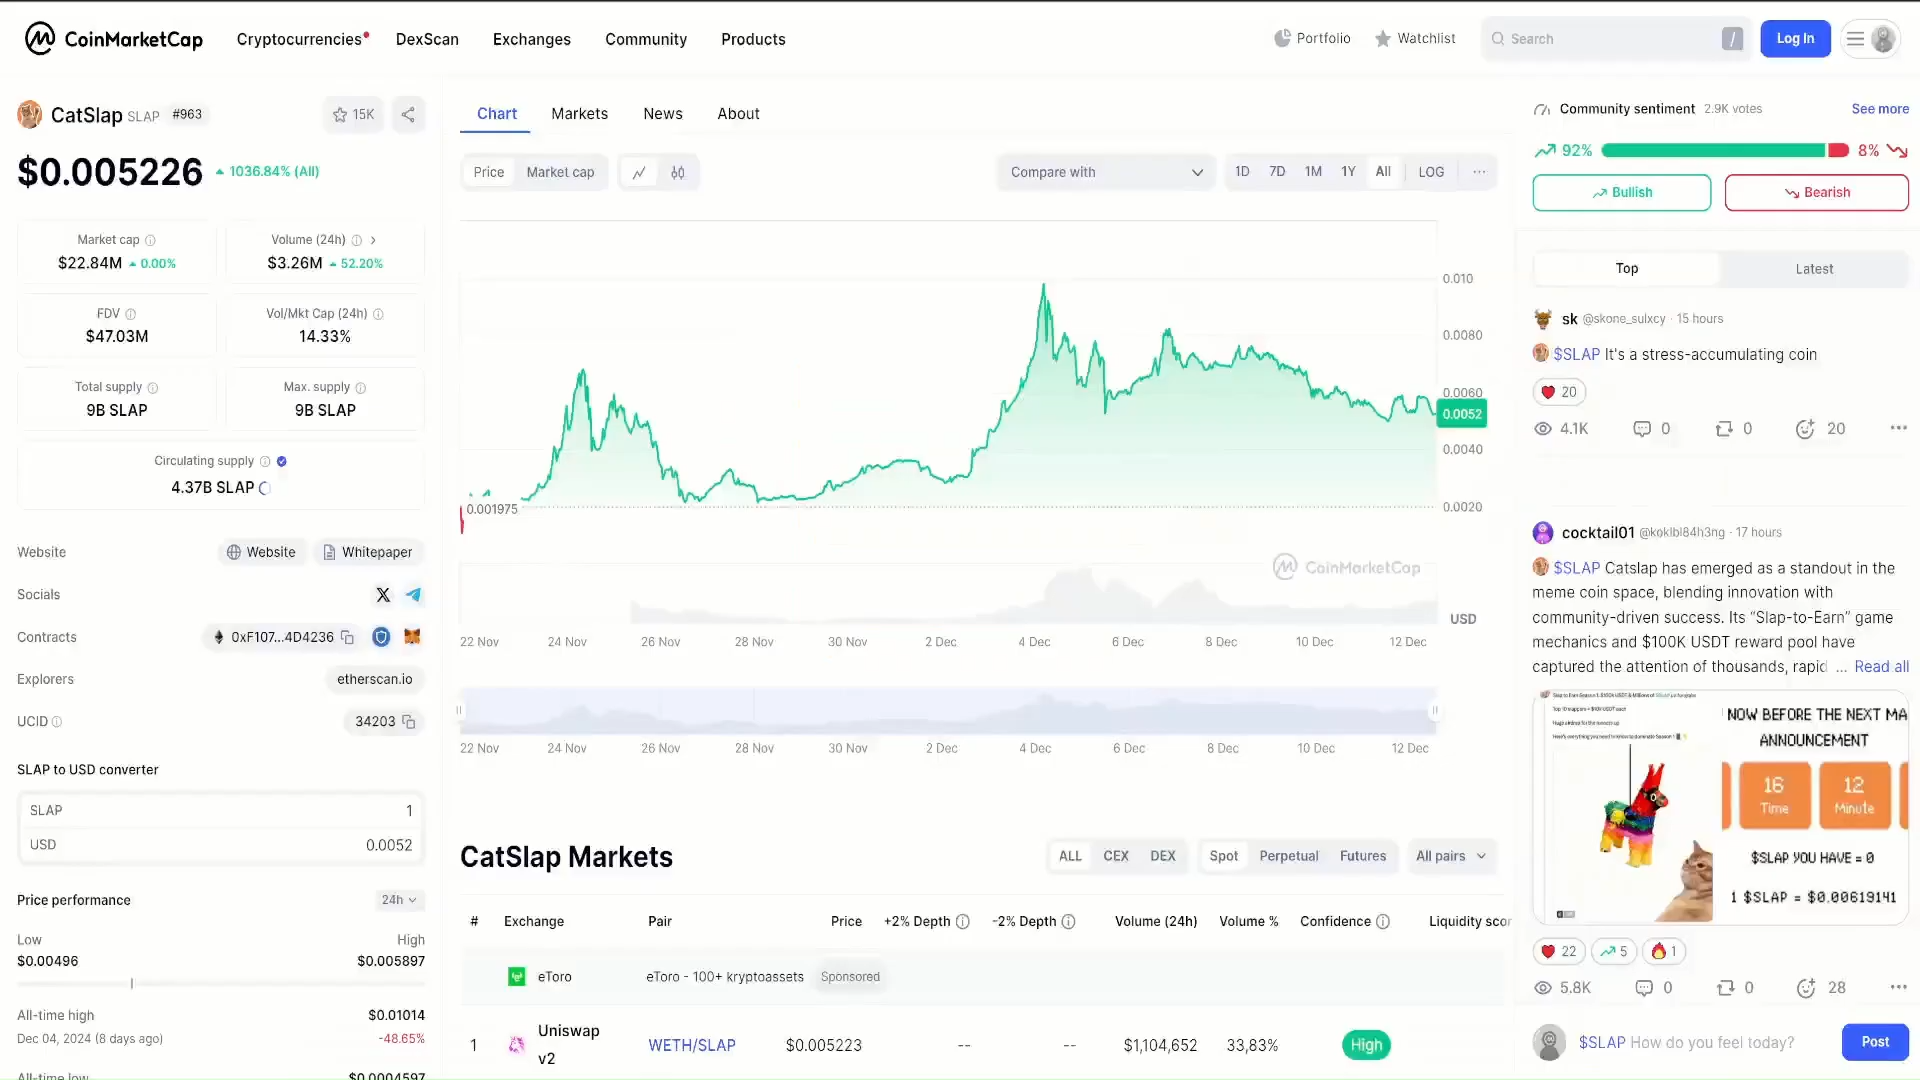 CoinMarketCap
Cryptocurrencies DexScan Exchanges Community Products
Portfolio Watchlist Search / Log In
CatSlap SLAP #963 15K
$0.005226 1036.84% (All)
Market cap Volume (24h)
$22.84M 0.00% $3.26M 52.20%
FDV Vol/Mkt Cap (24h)
$47.03M 14.33%
Total supply Max. supply
9B SLAP 9B SLAP
Circulating supply
4.37B SLAP
Website Website Whitepaper
Socials
Contracts 0xF107...4D4236
Explorers etherscan.io
UCID 34203
SLAP to USD converter
SLAP 1
USD 0.0052
Price performance 24h
Low High
$0.00496 $0.005897
All-time high $0.01014
Dec 04, 2024 (8 days ago) -48.65%
All-time low $0.0004597
Chart Markets News About
Price Market cap Compare with 1D 7D 1M 1Y All LOG ...
0.010
0.0080
0.0060
0.0052
0.0040
0.001975 0.0020
CoinMarketCap
USD
22 Nov 24 Nov 26 Nov 28 Nov 30 Nov 2 Dec 4 Dec 6 Dec 8 Dec 10 Dec 12 Dec
22 Nov 24 Nov 26 Nov 28 Nov 30 Nov 2 Dec 4 Dec 6 Dec 8 Dec 10 Dec 12 Dec
CatSlap Markets ALL CEX DEX Spot Perpetual Futures All pairs
# Exchange Pair Price +2% Depth -2% Depth Volume (24h) Volume % Confidence Liquidity scor
eToro eToro - 100+ kryptoassets Sponsored
1 Uniswap v2 WETH/SLAP $0.005223 -- -- $1,104,652 33,83% High
Community sentiment 2.9K votes See more
92% 8%
Bullish Bearish
Top Latest
sk @skone_sulxcy · 15 hours
$SLAP It's a stress-accumulating coin
20
4.1K 0 0 20 ...
cocktail01 @koklbl84h3ng · 17 hours
$SLAP Catslap has emerged as a standout in the
meme coin space, blending innovation with
community-driven success. Its “Slap-to-Earn” game
mechanics and $100K USDT reward pool have
captured the attention of thousands, rapid ... Read all
NOW BEFORE THE NEXT MA
ANNOUNCEMENT
16 12
Time Minute
$SLAP YOU HAVE = 0
1 $SLAP = $0.00619141
22 5 1
5.8K 0 0 28 ...
$SLAP How do you feel today? Post